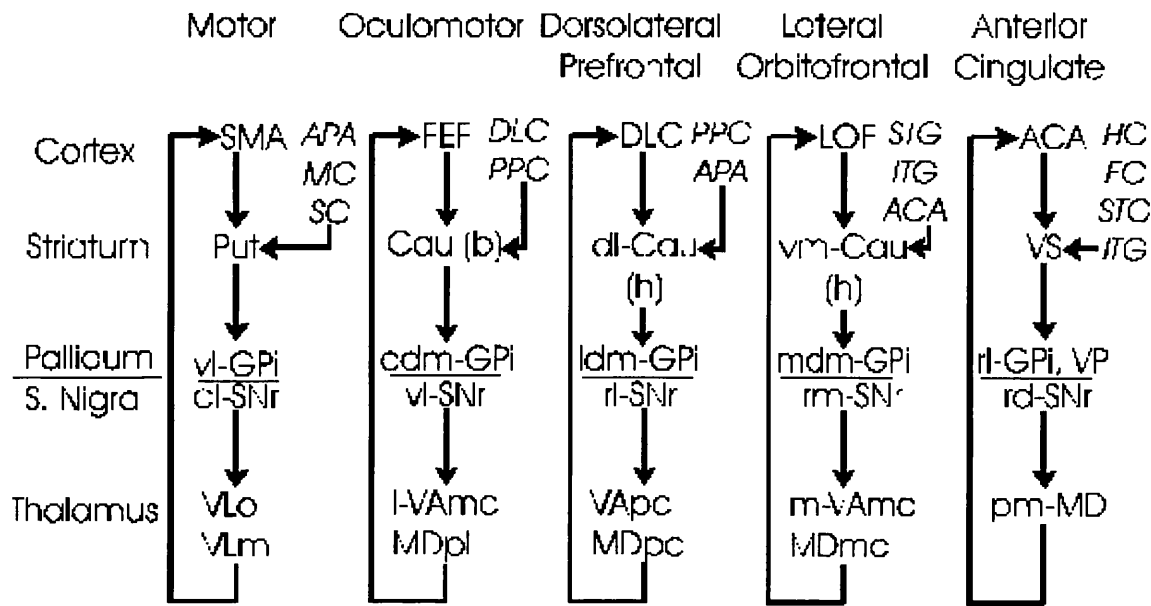 Motor
Oculomotor
Dorsolateral
Prefrontal
Lateral
Orbitofrontal
Anterior
Cingulate
Cortex
SMA APA
MC
SC
FEF DLC
PPC
DLC PPC
APA
LOF STG
ITG
ACA
ACA HC
EC
STG
ITG
Striatum
Put
Cau (b)
dl-Cau
(h)
vm-Cau
(h)
VS
Pallidum
S. Nigra
vl-GPi
cl-SNr
cdm-GPi
vl-SNr
ldm-GPi
rl-SNr
mdm-GPi
rm-SNr
rl-GPi, VP
rd-SNr
Thalamus
VLo
VLm
l-VAmc
MDpl
VApc
MDpc
m-VAmc
MDmc
pm-MD